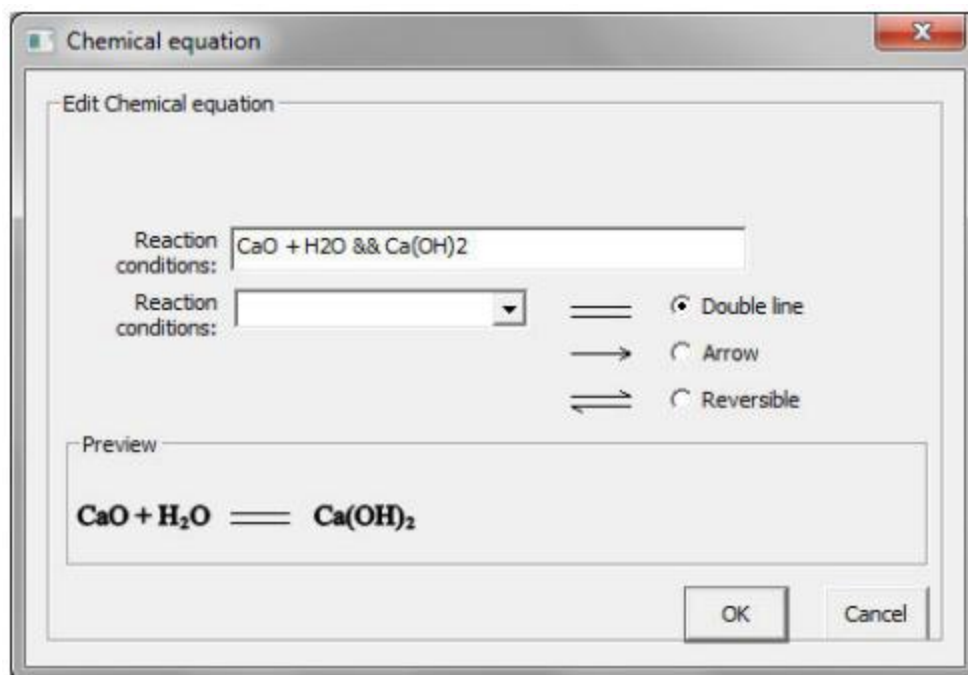 Chemical equation
Edit Chemical equation
Reaction
conditions:
CaO + H2O && Ca(OH)2
Reaction
conditions:
Double line
Arrow
Reversible
Preview
CaO + H₂O ══ Ca(OH)₂
OK
Cancel